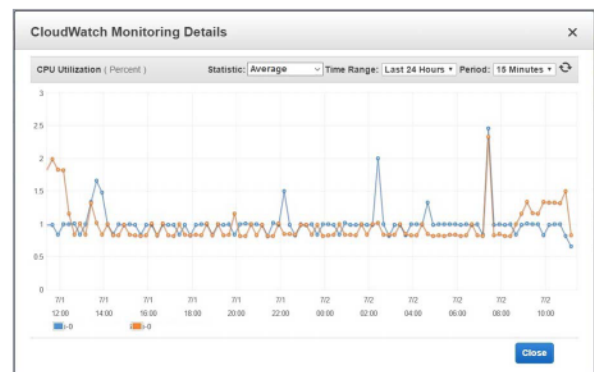 CloudWatch Monitoring Details ×
CPU Utilization ( Percent ) Statistic: Average Time Range: Last 24 Hours Period: 15 Minutes
3
2.5
2
1.5
1
0.5
0
7/1 7/1 7/1 7/1 7/1 7/1 7/2 7/2 7/2 7/2 7/2 7/2
12:00 14:00 16:00 18:00 20:00 22:00 00:00 02:00 04:00 06:00 08:00 10:00
i-0 i-0
Close